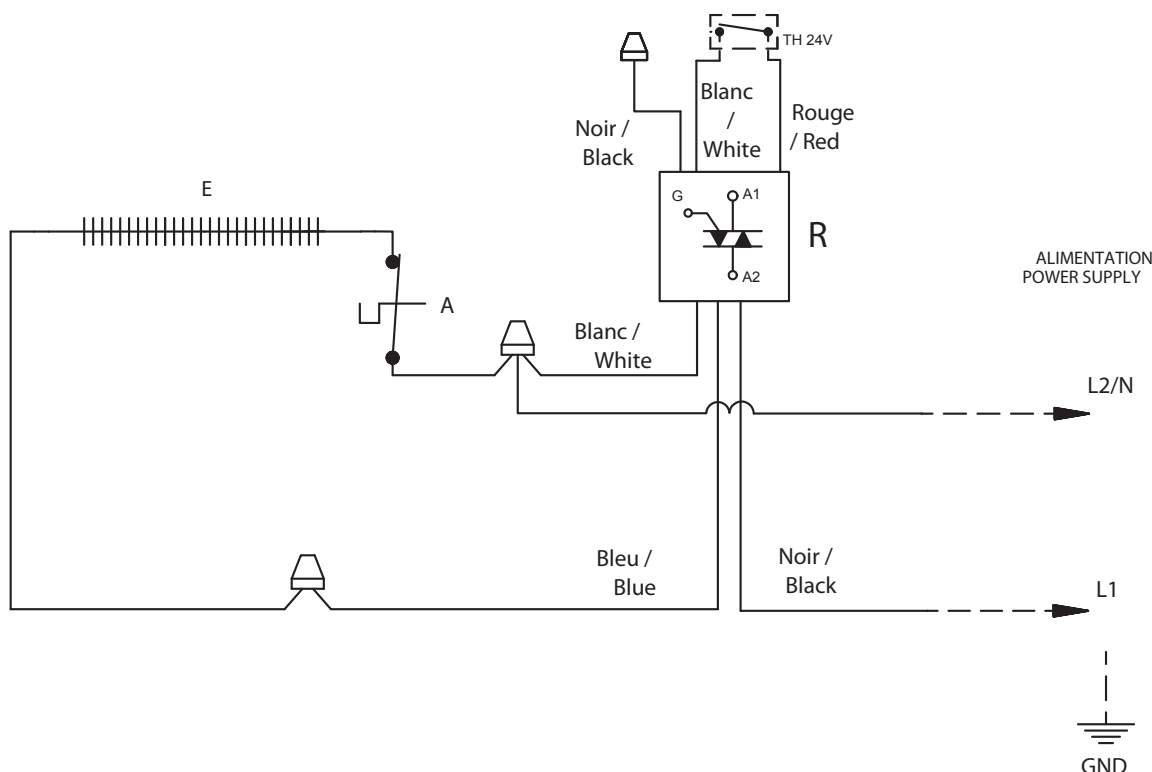 TH 24V
Blanc
/
White
Rouge
/ Red
Noir /
Black
E
G
A1
R
A2
ALIMENTATION
POWER SUPPLY
A
Blanc /
White
L2/N
Bleu /
Blue
Noir /
Black
L1
GND